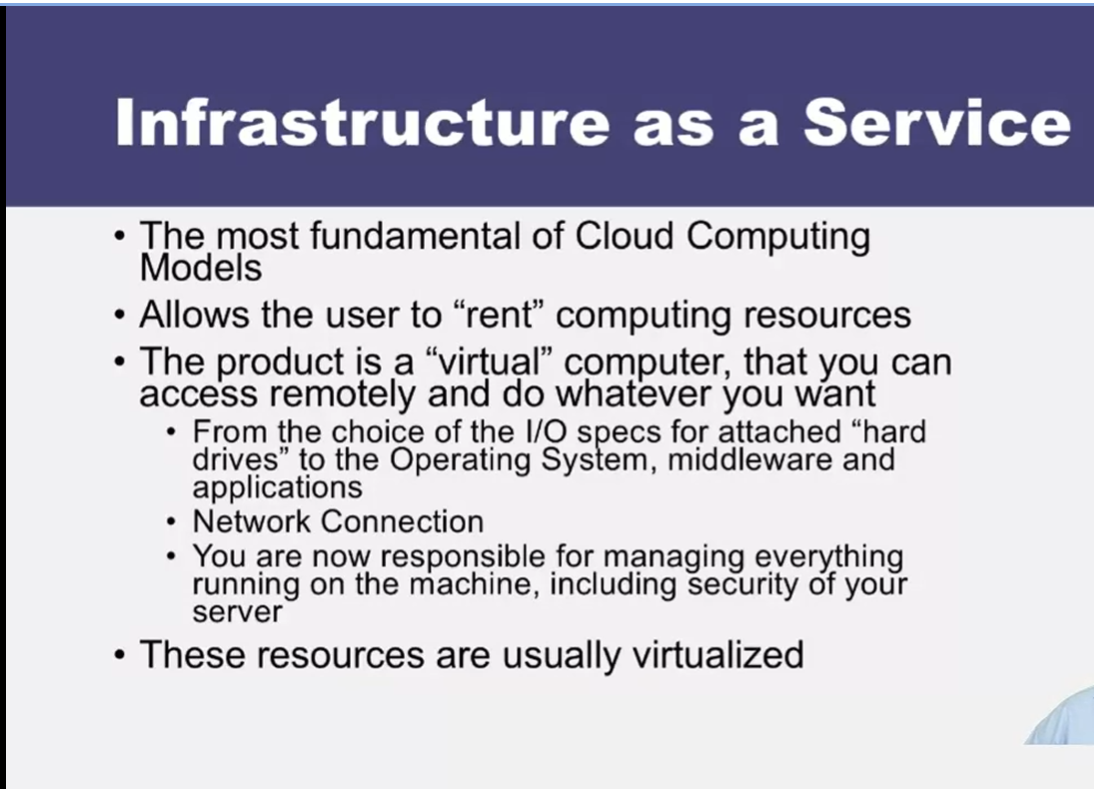 Infrastructure as a Service
• The most fundamental of Cloud Computing
Models
• Allows the user to “rent” computing resources
• The product is a “virtual” computer, that you can
access remotely and do whatever you want
• From the choice of the I/O specs for attached “hard
drives” to the Operating System, middleware and
applications
• Network Connection
• You are now responsible for managing everything
running on the machine, including security of your
server
• These resources are usually virtualized